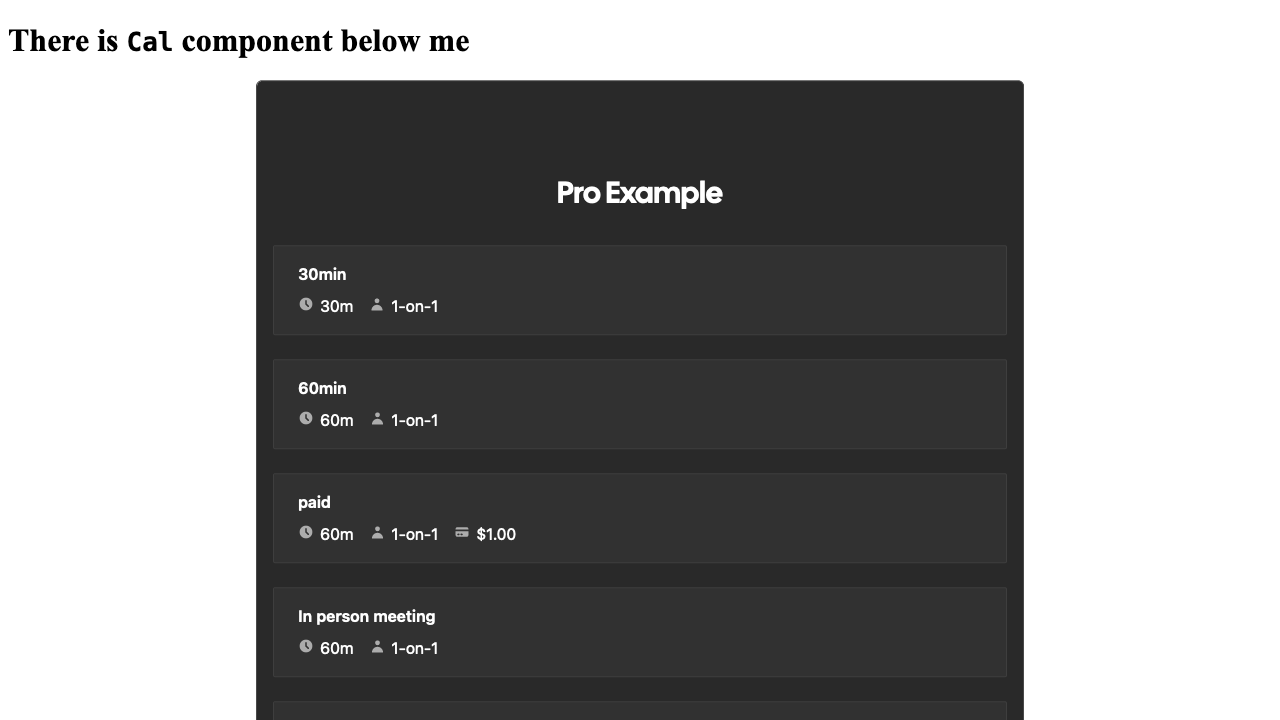 There is Cal component below me
Pro Example
30min
30m 1-on-1
60min
60m 1-on-1
paid
60m 1-on-1 $1.00
In person meeting
60m 1-on-1